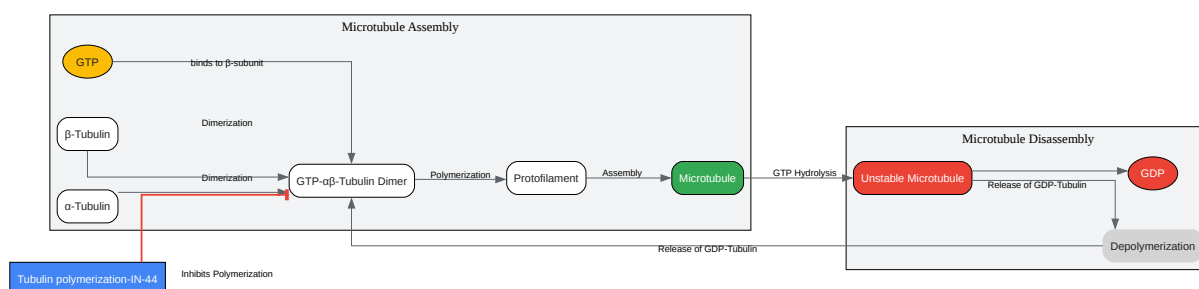 Microtubule Assembly
GTP
binds to β-subunit
β-Tubulin
Dimerization
α-Tubulin
Dimerization
GTP-αβ-Tubulin Dimer
Polymerization
Protofilament
Assembly
Microtubule
GTP Hydrolysis
Microtubule Disassembly
Unstable Microtubule
GDP
Release of GDP-Tubulin
Depolymerization
Release of GDP-Tubulin
Tubulin polymerization-IN-44
Inhibits Polymerization